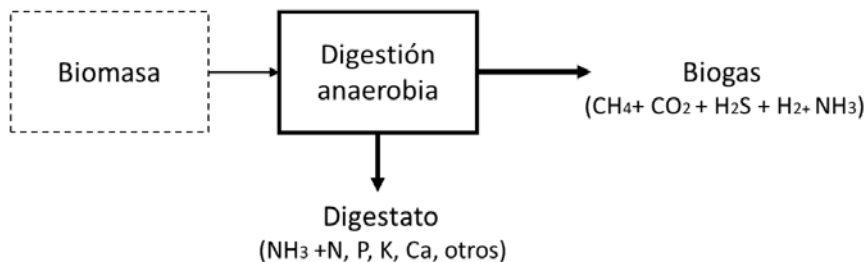 Biomasa
Digestión
anaerobia
Biogas
(CH4+ CO2 + H2S + H2+ NH3)
Digestato
(NH3 +N, P, K, Ca, otros)